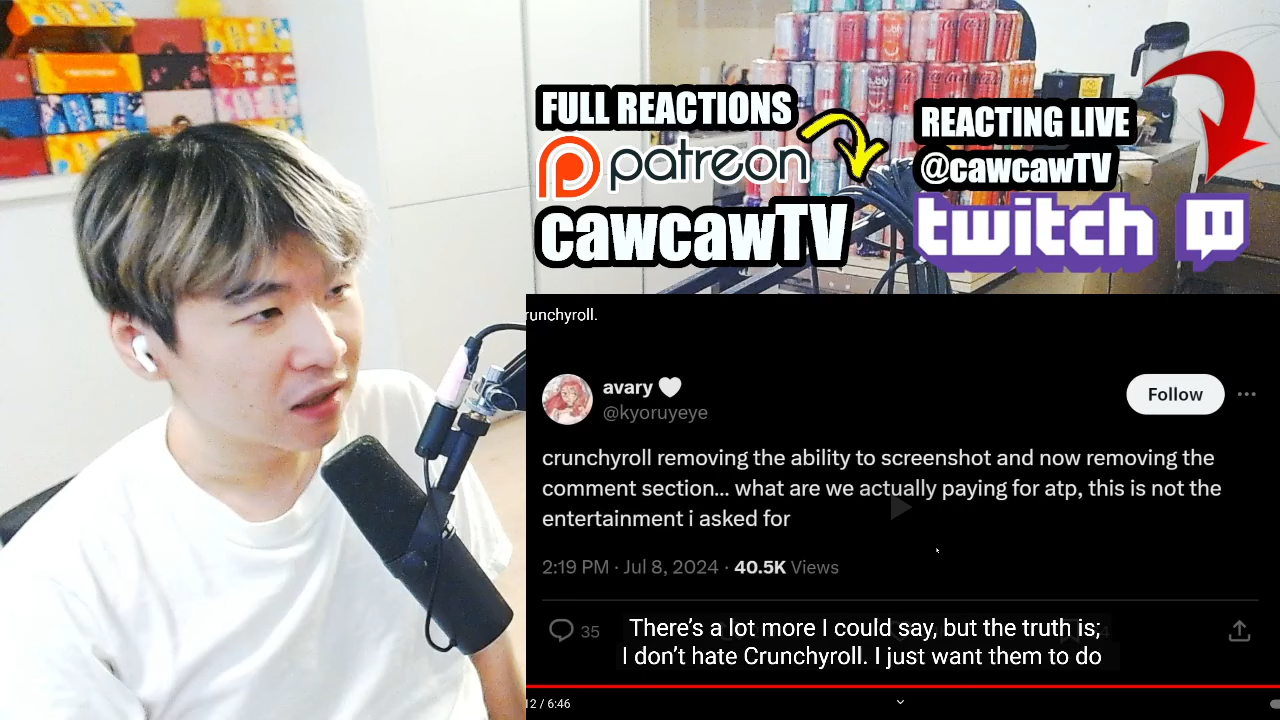 FULL REACTIONS
patreon
cawcawTV
REACTING LIVE
@cawcawTV
twitch
runchyroll.
avary 🤍
@kyoruyeye
Follow
crunchyroll removing the ability to screenshot and now removing the
comment section... what are we actually paying for atp, this is not the
entertainment i asked for
2:19 PM · Jul 8, 2024 · 40.5K Views
35
There's a lot more I could say, but the truth is;
I don't hate Crunchyroll. I just want them to do
12 / 6:46